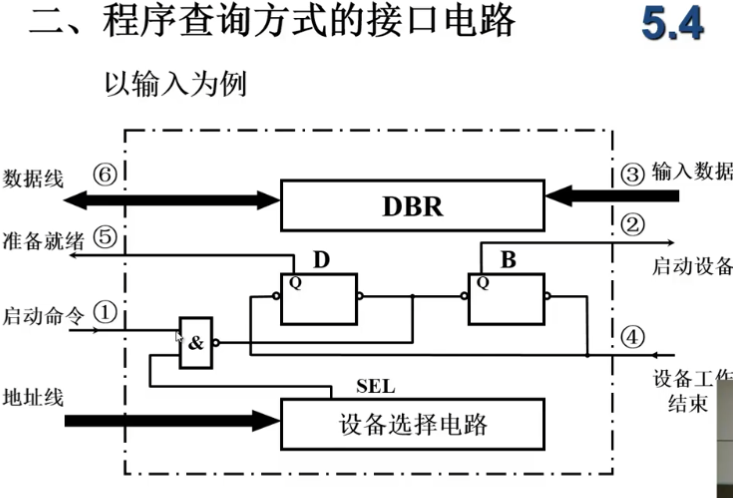 二、程序查询方式的接口电路
5.4
以输入为例
数据线 ⑥
③ 输入数据
DBR
②
准备就绪 ⑤
D
B
启动设备
Q
Q
启动命令 ①
&
④
设备工作
结束
SEL
地址线
设备选择电路